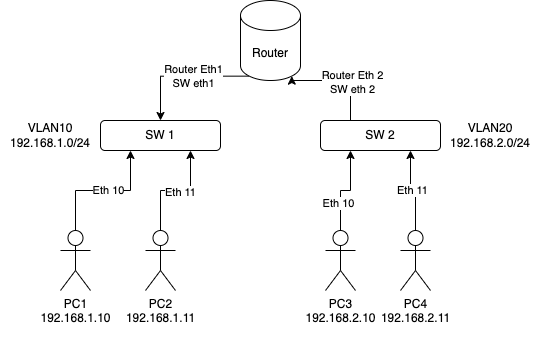 Router
Router Eth1
SW eth1
Router Eth 2
SW eth 2
VLAN10
192.168.1.0/24
SW 1
SW 2
VLAN20
192.168.2.0/24
Eth 10
Eth 11
Eth 10
Eth 11
PC1
192.168.1.10
PC2
192.168.1.11
PC3
192.168.2.10
PC4
192.168.2.11